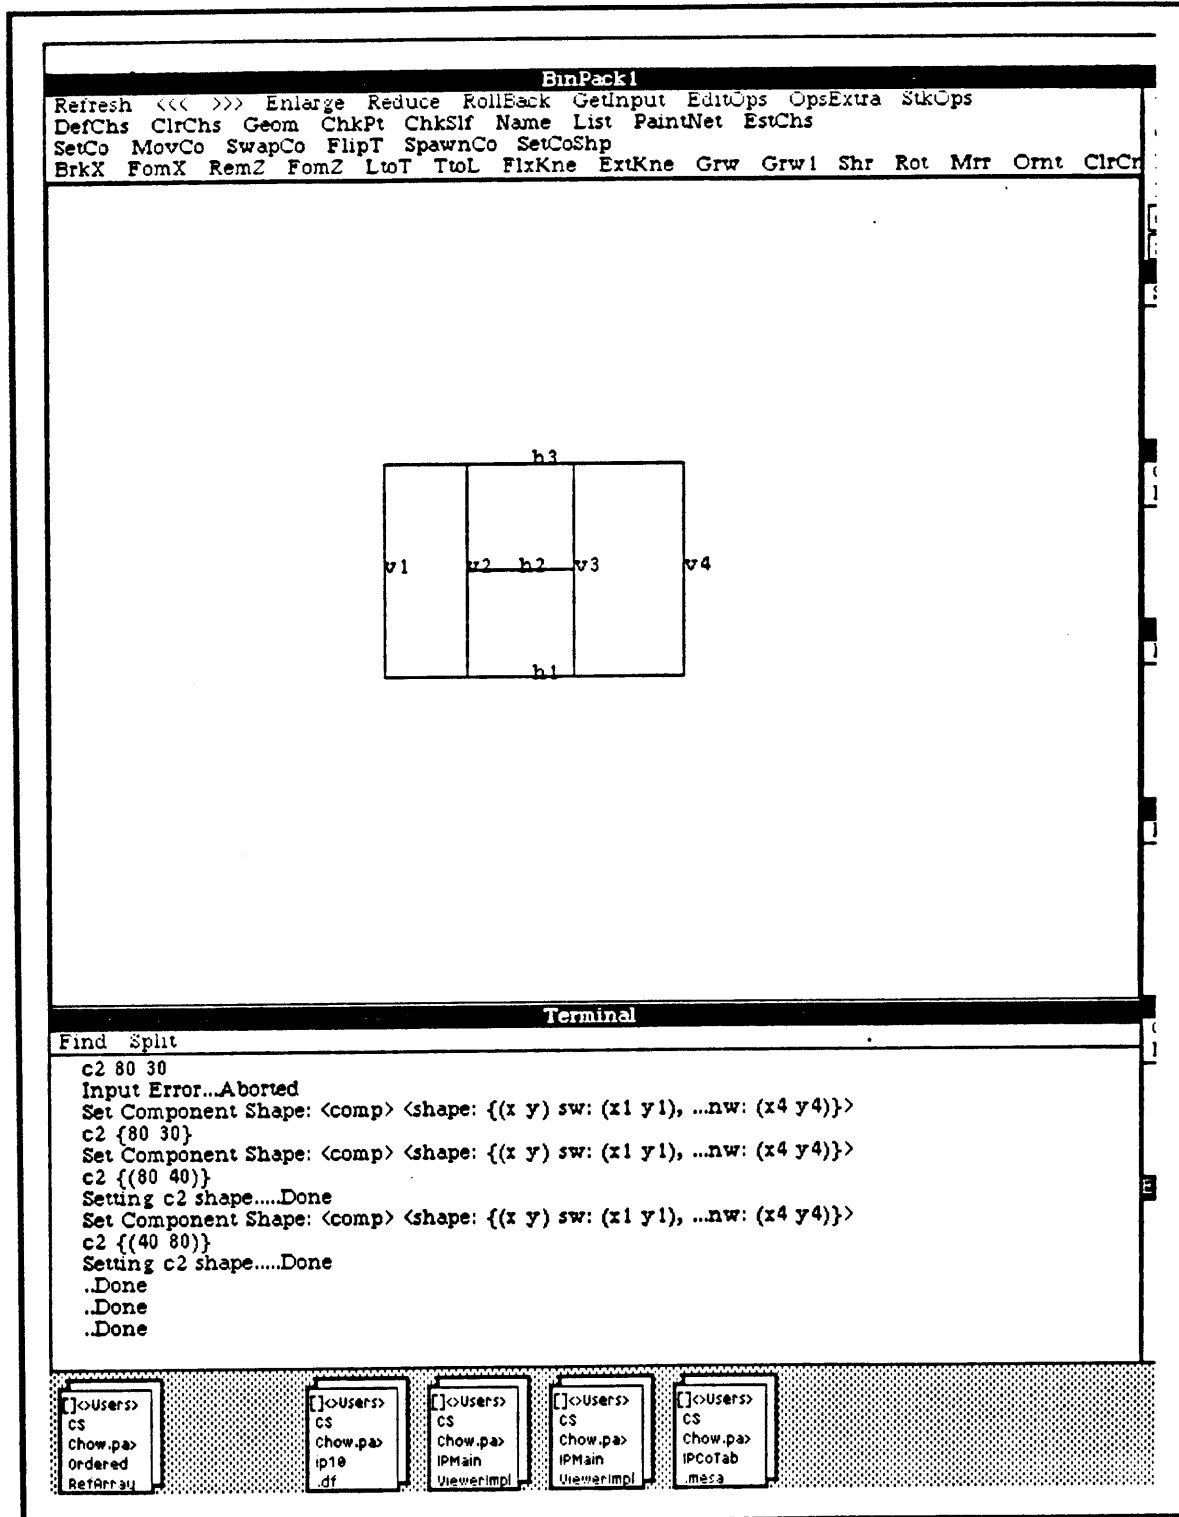 BinPack1
Refresh <<< >>> Enlarge Reduce RollBack GetInput EditOps OpsExtra StkOps
DefChs ClrChs Geom ChkPt ChkSlf Name List PaintNet EstChs
SetCo MovCo SwapCo FlipT SpawnCo SetCoShp
BrkX FomX RemZ FomZ LtoT TtoL FlxKne ExtKne Grw Grw1 Shr Rot Mrr Ornt ClrCr
h3
v1 v2 h2 v3 v4
h1
Terminal
Find Split
c2 80 30
Input Error...Aborted
Set Component Shape: <comp> <shape: {(x y) sw: (x1 y1), ...nw: (x4 y4)}>
c2 {80 30}
Set Component Shape: <comp> <shape: {(x y) sw: (x1 y1), ...nw: (x4 y4)}>
c2 {(80 40)}
Setting c2 shape.....Done
Set Component Shape: <comp> <shape: {(x y) sw: (x1 y1), ...nw: (x4 y4)}>
c2 {(40 80)}
Setting c2 shape.....Done
..Done
..Done
..Done
[]<>Users>
CS
Chow.pa>
Ordered
RefArray
[]<>Users>
CS
Chow.pa>
ip10
.df
[]<>Users>
CS
Chow.pa>
IPMain
ViewerImpl
[]<>Users>
CS
Chow.pa>
IPMain
ViewerImpl
[]<>Users>
CS
Chow.pa>
IPCoTab
.mesa